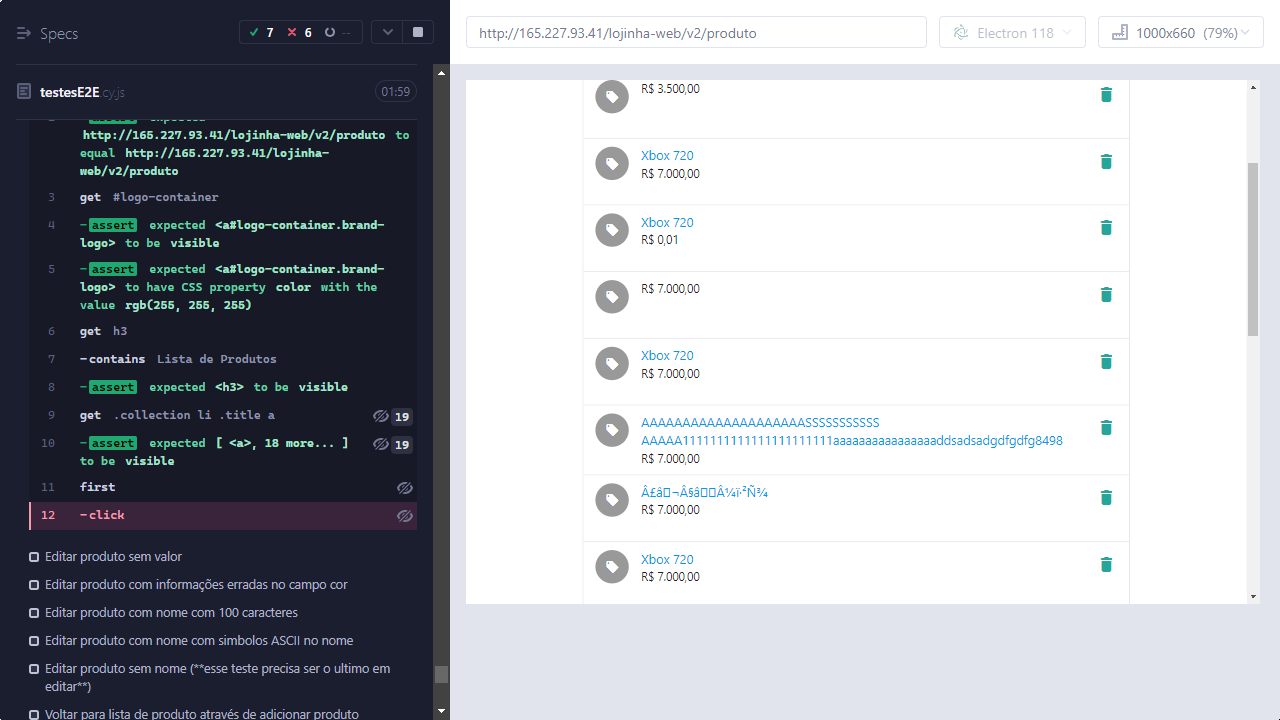 Specs
7
6
--
testesE2E.cy.js
01:59
http://165.227.93.41/lojinha-web/v2/produto to
equal http://165.227.93.41/lojinha-
web/v2/produto
3 get #logo-container
4 -assert expected <a#logo-container.brand-
logo> to be visible
5 -assert expected <a#logo-container.brand-
logo> to have CSS property color with the
value rgb(255, 255, 255)
6 get h3
7 -contains Lista de Produtos
8 -assert expected <h3> to be visible
9 get .collection li .title a 19
10 -assert expected [ <a>, 18 more... ] 19
to be visible
11 first
12 -click
Editar produto sem valor
Editar produto com informações erradas no campo cor
Editar produto com nome com 100 caracteres
Editar produto com nome com simbolos ASCII no nome
Editar produto sem nome (**esse teste precisa ser o ultimo em
editar**)
Voltar para lista de produto através de adicionar produto
http://165.227.93.41/lojinha-web/v2/produto
Electron 118
1000x660 (79%)
R$ 3.500,00
Xbox 720
R$ 7.000,00
Xbox 720
R$ 0,01
R$ 7.000,00
Xbox 720
R$ 7.000,00
R$ 7.000,00
R$ 7.000,00
Xbox 720
R$ 7.000,00